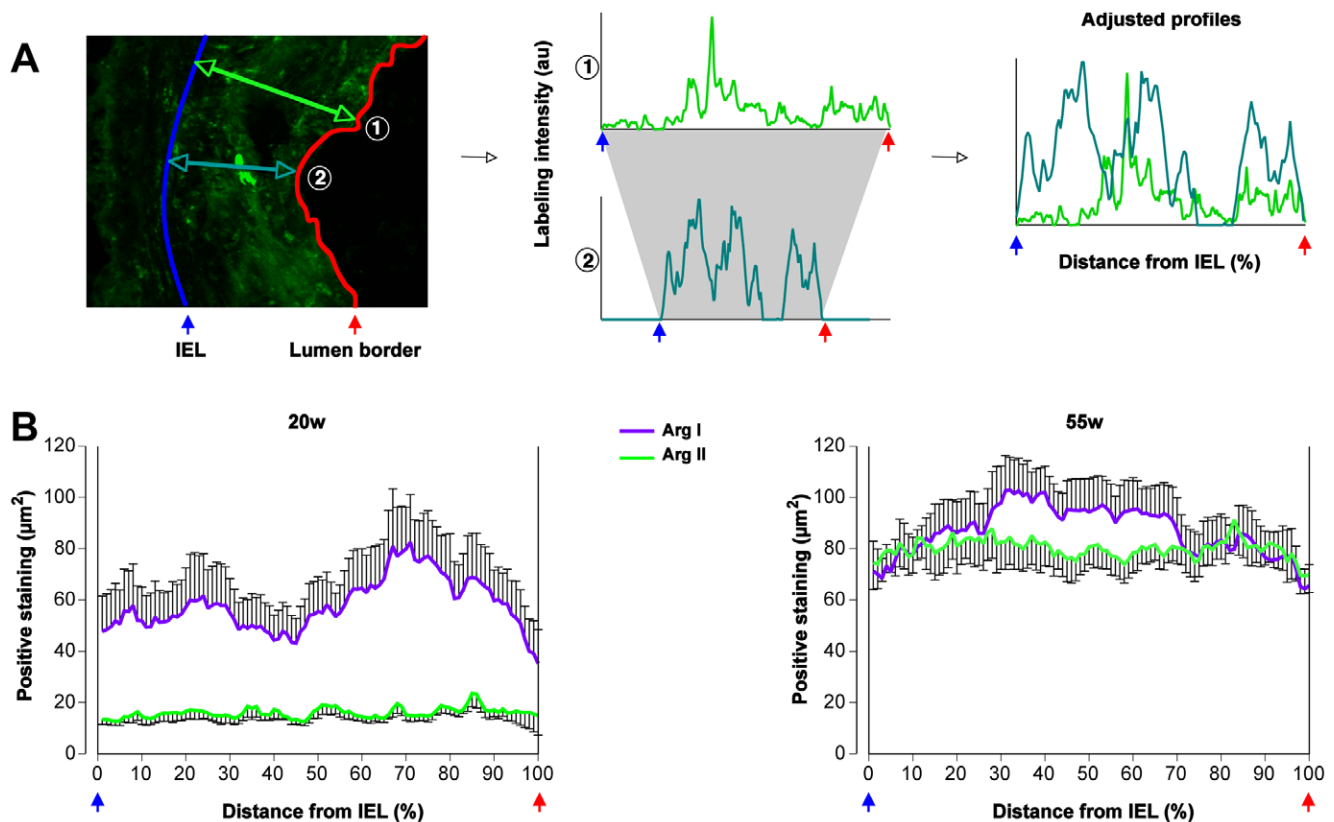 A
①
②
IEL
Lumen border
Labeling intensity (au)
①
②
Adjusted profiles
Distance from IEL (%)
B
20w
Positive staining (µm²)
120
100
80
60
40
20
0
0 10 20 30 40 50 60 70 80 90 100
Distance from IEL (%)
Arg I
Arg II
55w
Positive staining (µm²)
120
100
80
60
40
20
0
0 10 20 30 40 50 60 70 80 90 100
Distance from IEL (%)